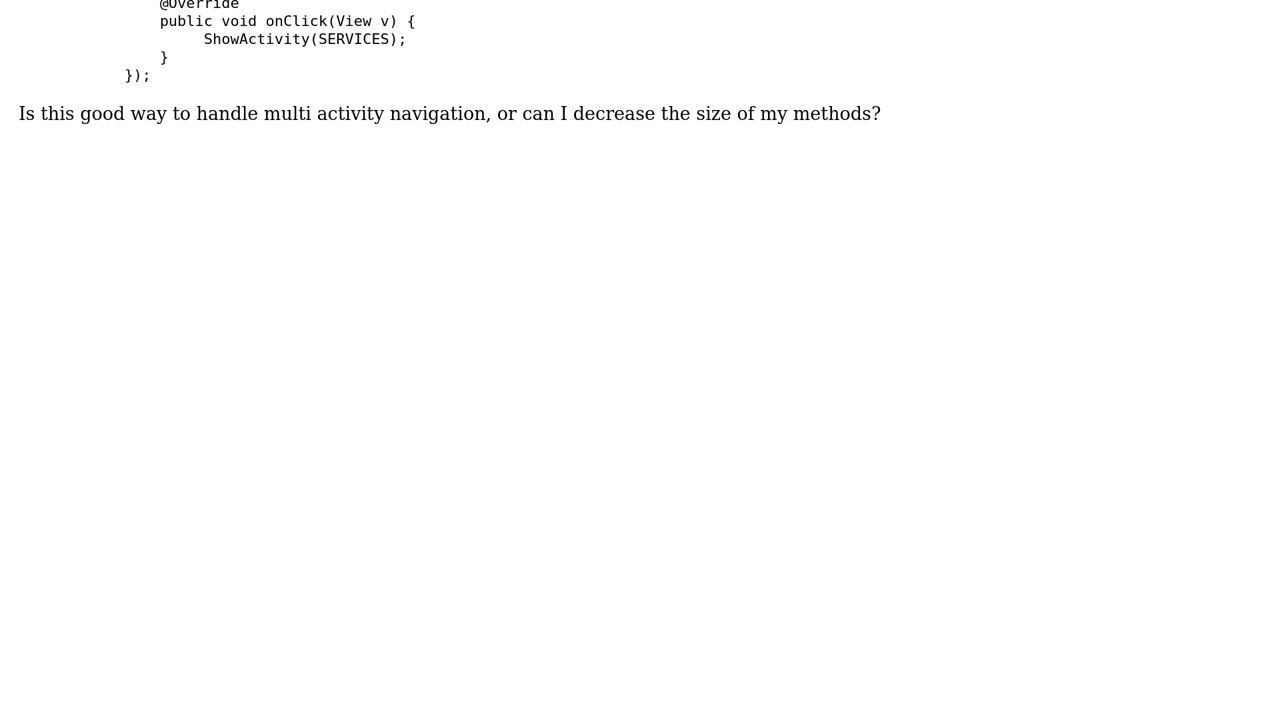 @Override
public void onClick(View v) {
ShowActivity(SERVICES);
}
});
Is this good way to handle multi activity navigation, or can I decrease the size of my methods?